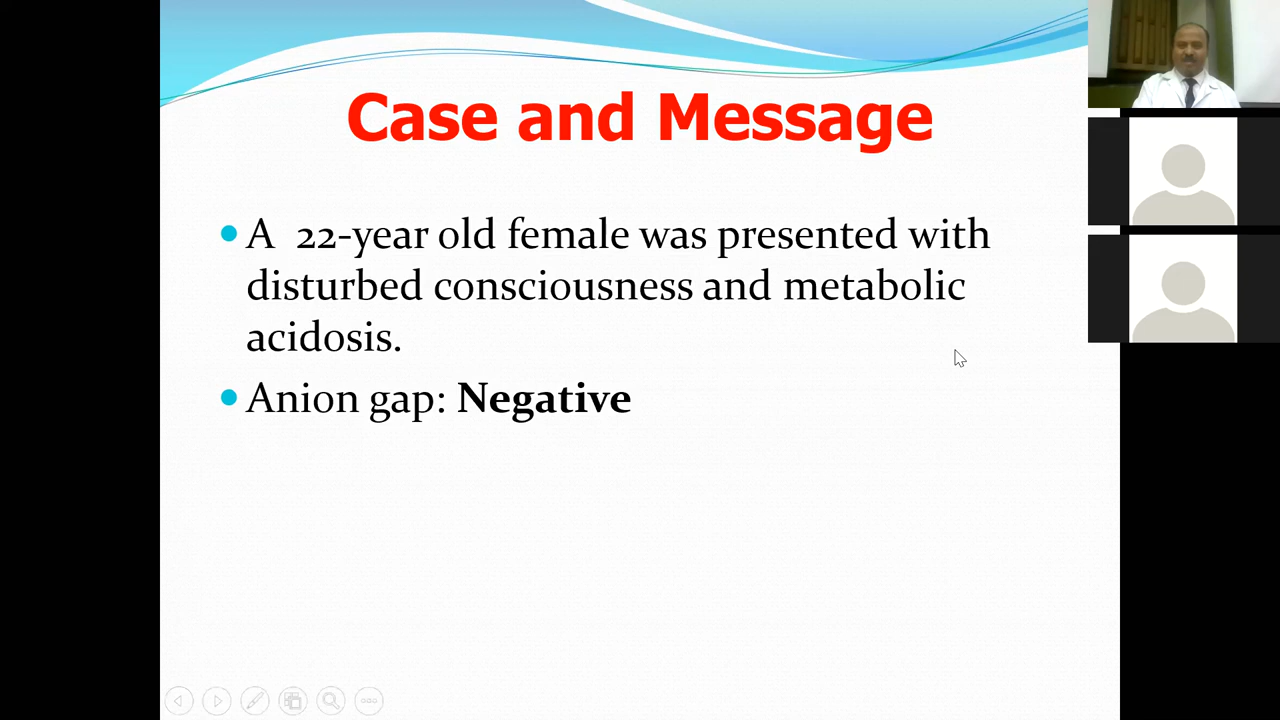 Case and Message
A 22-year old female was presented with
disturbed consciousness and metabolic
acidosis.
Anion gap: Negative